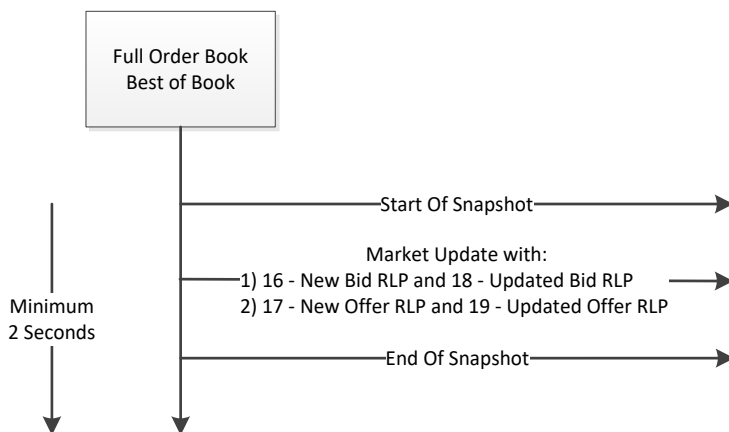 Full Order Book
Best of Book
Start Of Snapshot
Market Update with:
1) 16 - New Bid RLP and 18 - Updated Bid RLP
2) 17 - New Offer RLP and 19 - Updated Offer RLP
Minimum
2 Seconds
End Of Snapshot